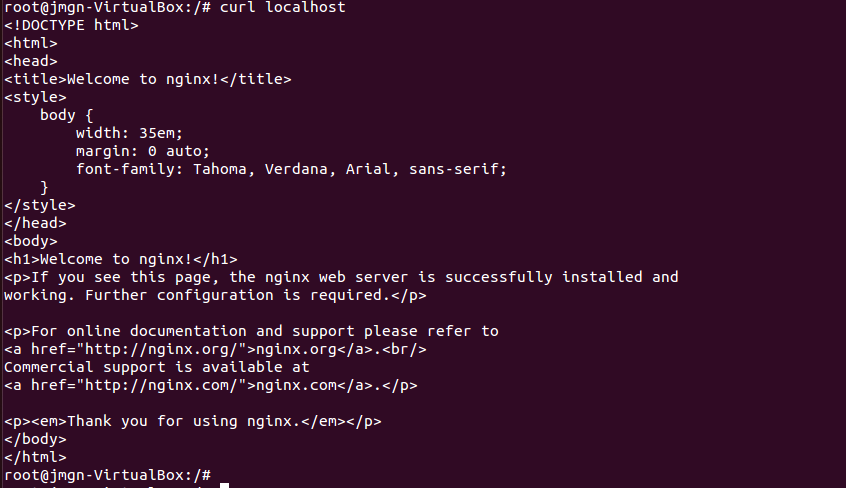 root@jmgn-VirtualBox:/# curl localhost
<!DOCTYPE html>
<html>
<head>
<title>Welcome to nginx!</title>
<style>
    body {
        width: 35em;
        margin: 0 auto;
        font-family: Tahoma, Verdana, Arial, sans-serif;
    }
</style>
</head>
<body>
<h1>Welcome to nginx!</h1>
<p>If you see this page, the nginx web server is successfully installed and
working. Further configuration is required.</p>

<p>For online documentation and support please refer to
<a href="http://nginx.org/">nginx.org</a>.<br/>
Commercial support is available at
<a href="http://nginx.com/">nginx.com</a>.</p>

<p><em>Thank you for using nginx.</em></p>
</body>
</html>
root@jmgn-VirtualBox:/#